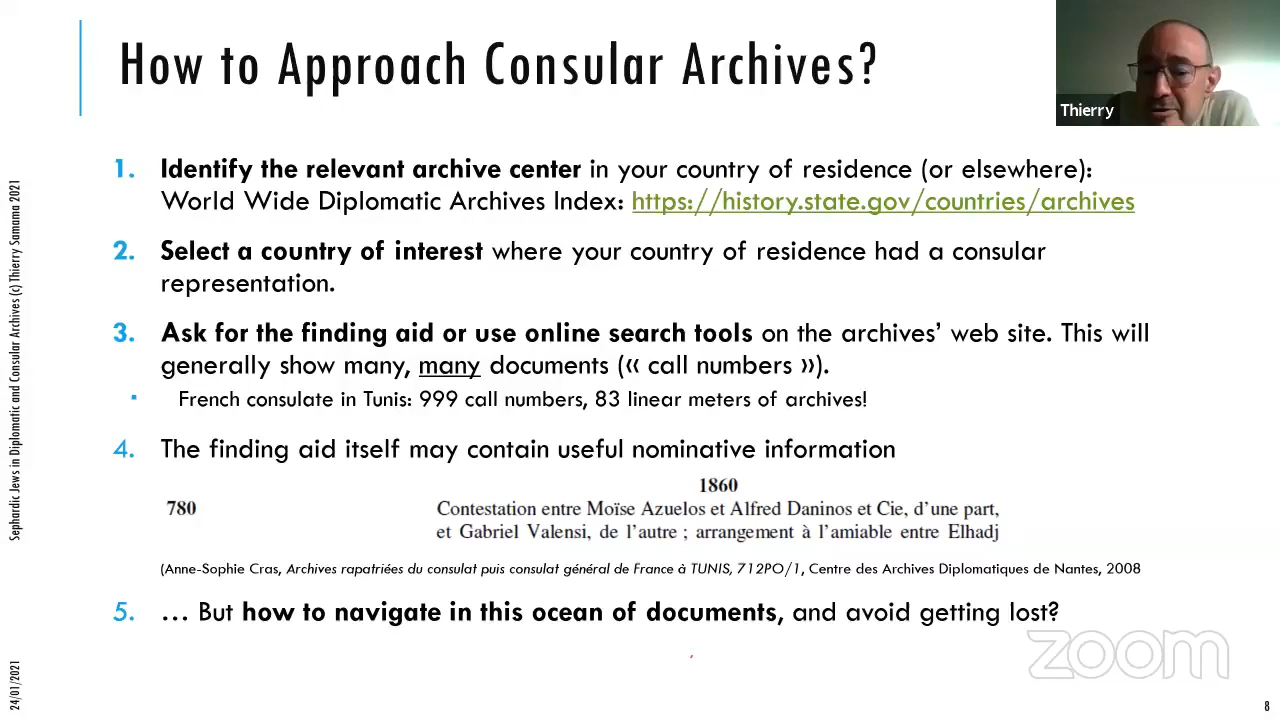 How to Approach Consular Archives?
Thierry
1. Identify the relevant archive center in your country of residence (or elsewhere):
World Wide Diplomatic Archives Index: https://history.state.gov/countries/archives
2. Select a country of interest where your country of residence had a consular
representation.
3. Ask for the finding aid or use online search tools on the archives’ web site. This will
generally show many, many documents (« call numbers »).
▪ French consulate in Tunis: 999 call numbers, 83 linear meters of archives!
4. The finding aid itself may contain useful nominative information
1860
780 Contestation entre Moïse Azuelos et Alfred Daninos et Cie, d’une part,
et Gabriel Valensi, de l’autre ; arrangement à l’amiable entre Elhadj
(Anne-Sophie Cras, Archives rapatriées du consulat puis consulat général de France à TUNIS, 712PO/1, Centre des Archives Diplomatiques de Nantes, 2008
5. … But how to navigate in this ocean of documents, and avoid getting lost?
Sephardic Jews in Diplomatic and Consular Archives (c) Thierry Samama 2021
24/01/2021
zoom
8